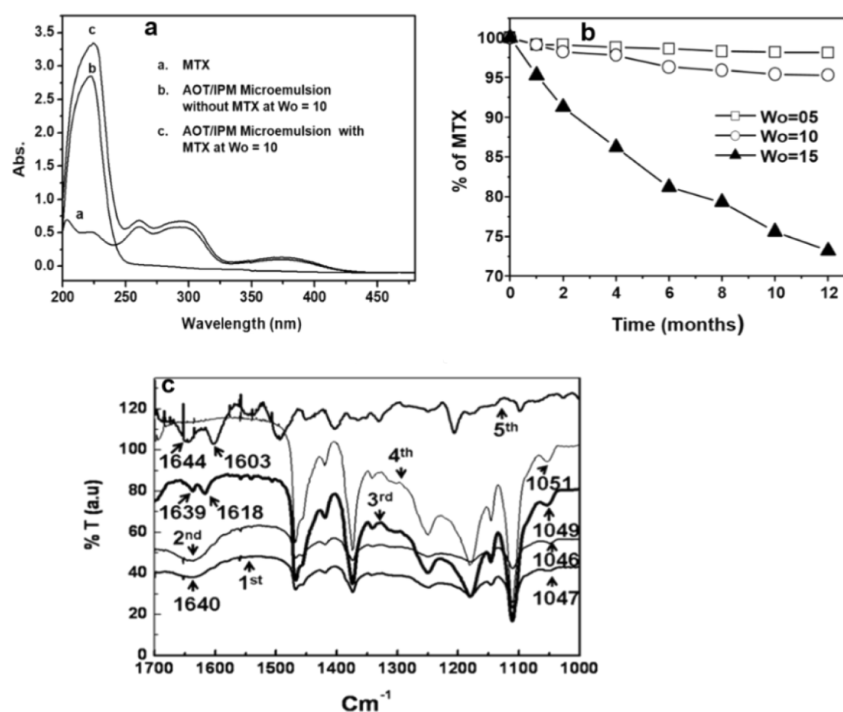 a
3.5
3.0
2.5
2.0
1.5
1.0
0.5
0.0
Abs.
c
b
a
a. MTX
b. AOT/IPM Microemulsion
without MTX at Wo = 10
c. AOT/IPM Microemulsion with
MTX at Wo = 10
200 250 300 350 400 450
Wavelength (nm)
b
100
95
90
85
80
75
70
% of MTX
Wo=05
Wo=10
Wo=15
0 2 4 6 8 10 12
Time (months)
c
120
100
80
60
40
20
0
% T (a.u)
5th
1644 1603
4th
1051
3rd
1639 1618
1049
2nd
1046
1st
1640
1047
1700 1600 1500 1400 1300 1200 1100 1000
Cm-1